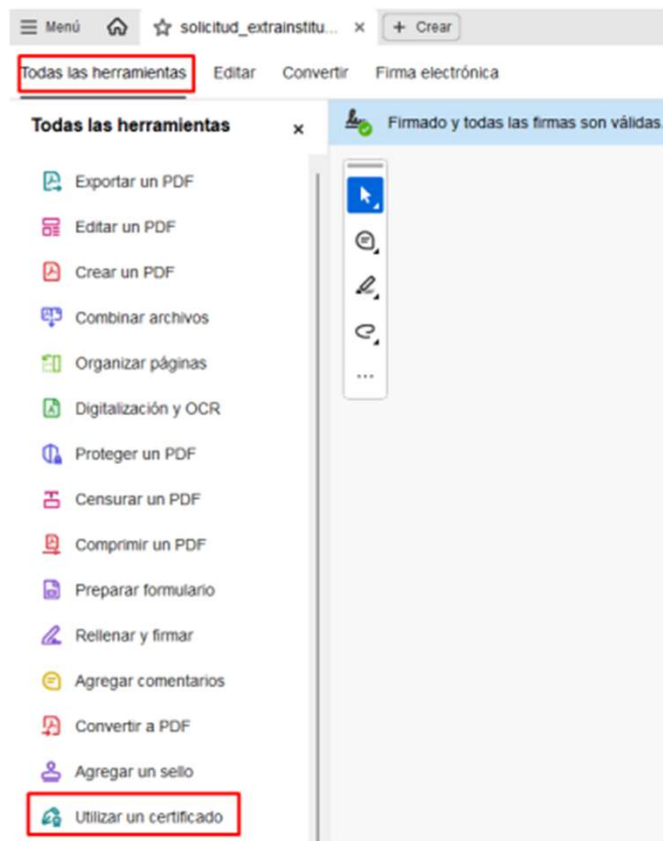 Menú solicitud_extrainstitu... × + Crear
Todas las herramientas Editar Convertir Firma electrónica
Todas las herramientas ×
Firmado y todas las firmas son válidas.
Exportar un PDF
Editar un PDF
Crear un PDF
Combinar archivos
Organizar páginas
Digitalización y OCR
Proteger un PDF
Censurar un PDF
Comprimir un PDF
Preparar formulario
Rellenar y firmar
Agregar comentarios
Convertir a PDF
Agregar un sello
Utilizar un certificado